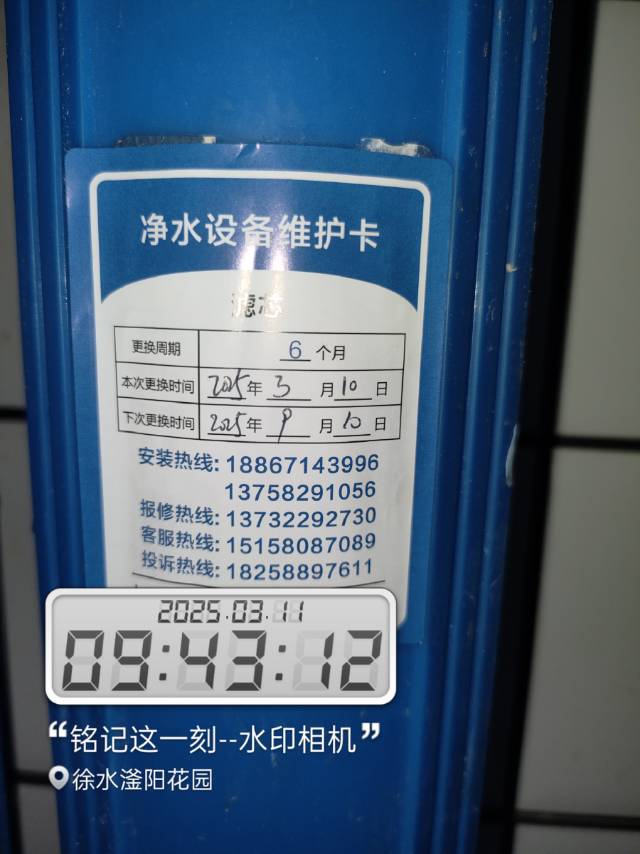 净水设备维护卡
滤芯
更换周期 6 个月
本次更换时间 2025年 3 月 10 日
下次更换时间 2025年 9 月 10 日
安装热线: 18867143996
13758291056
报修热线: 13732292730
客服热线: 15158087089
投诉热线: 18258897611
2025.03.11
09:43:12
“铭记这一刻--水印相机”
徐水滏阳花园